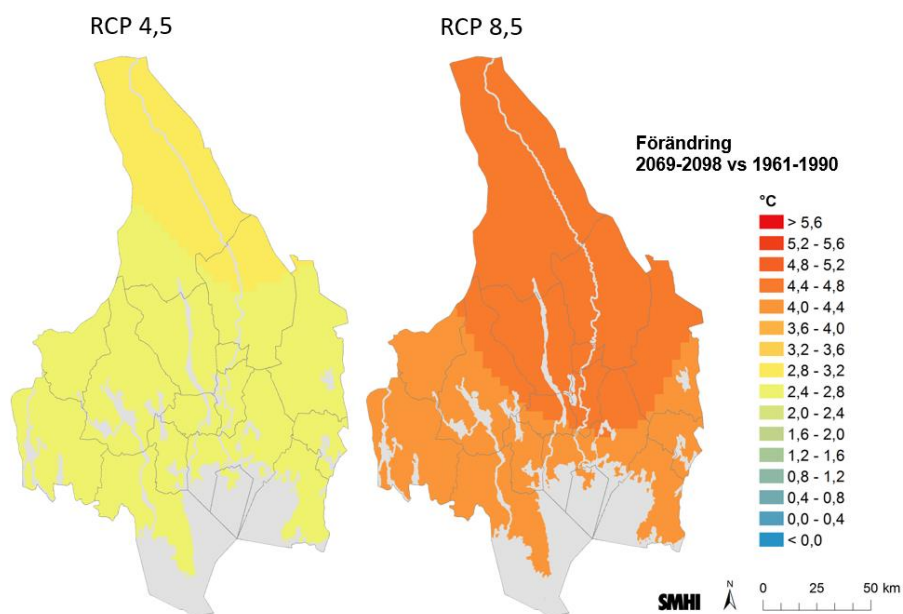 RCP 4,5
RCP 8,5
Förändring
2069-2098 vs 1961-1990
°C
> 5,6
5,2 - 5,6
4,8 - 5,2
4,4 - 4,8
4,0 - 4,4
3,6 - 4,0
3,2 - 3,6
2,8 - 3,2
2,4 - 2,8
2,0 - 2,4
1,6 - 2,0
1,2 - 1,6
0,8 - 1,2
0,4 - 0,8
0,0 - 0,4
< 0,0
SMHI
N
0 25 50 km